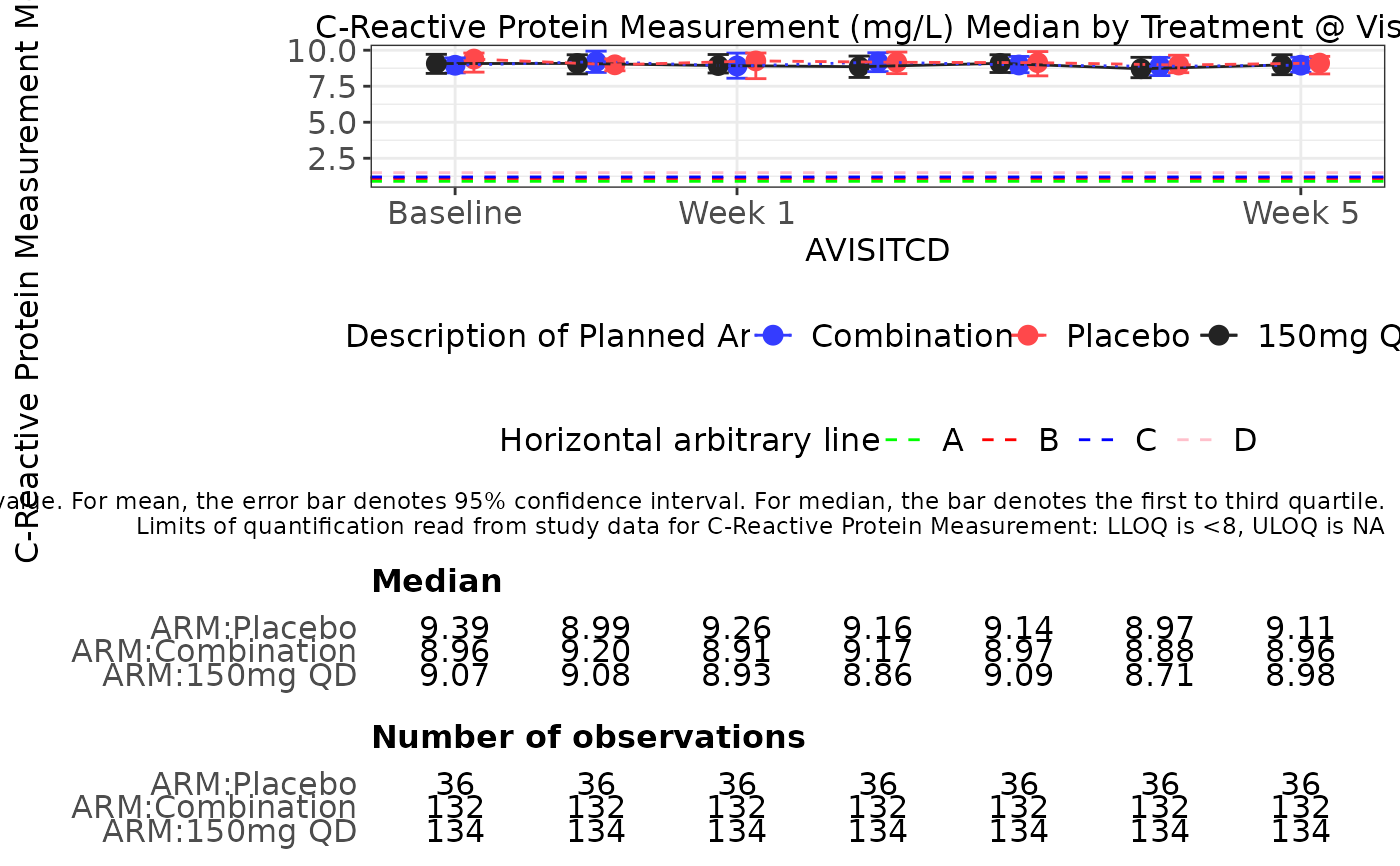 C-Reactive Protein Measurement (mg/L) Median by Treatment @ Vis
C-Reactive Protein Measurement M
10.0
7.5
5.0
2.5
Baseline Week 1 Week 5
AVISITCD
Description of Planned Ar Combination Placebo 150mg Q
Horizontal arbitrary line A B C D
For mean, the error bar denotes 95% confidence interval. For median, the bar denotes the first to third quartile.
Limits of quantification read from study data for C-Reactive Protein Measurement: LLOQ is <8, ULOQ is NA
Median
ARM:Placebo 9.39 8.99 9.26 9.16 9.14 8.97 9.11
ARM:Combination 8.96 9.20 8.91 9.17 8.97 8.88 8.96
ARM:150mg QD 9.07 9.08 8.93 8.86 9.09 8.71 8.98
Number of observations
ARM:Placebo 36 36 36 36 36 36 36
ARM:Combination 132 132 132 132 132 132 132
ARM:150mg QD 134 134 134 134 134 134 134